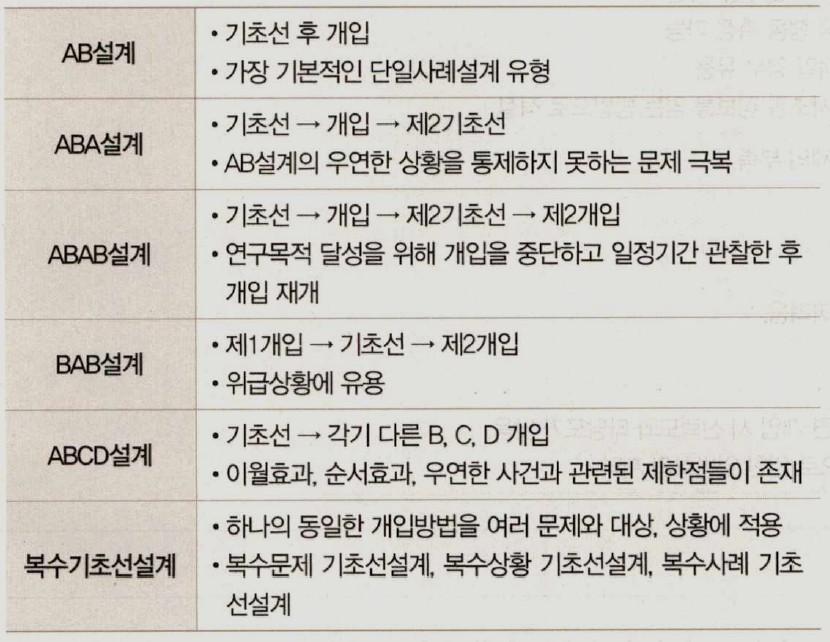 AB설계
• 기초선 후 개입
• 가장 기본적인 단일사례설계 유형
ABA설계
• 기초선 → 개입 → 제2기초선
• AB설계의 우연한 상황을 통제하지 못하는 문제 극복
ABAB설계
• 기초선 → 개입 → 제2기초선 → 제2개입
• 연구목적 달성을 위해 개입을 중단하고 일정기간 관찰한 후
개입 재개
BAB설계
• 제1개입 → 기초선 → 제2개입
• 위급상황에 유용
ABCD설계
• 기초선 → 각기 다른 B, C, D 개입
• 이월효과, 순서효과, 우연한 사건과 관련된 제한점들이 존재
복수기초선설계
• 하나의 동일한 개입방법을 여러 문제와 대상, 상황에 적용
• 복수문제 기초선설계, 복수상황 기초선설계, 복수사례 기초
선설계